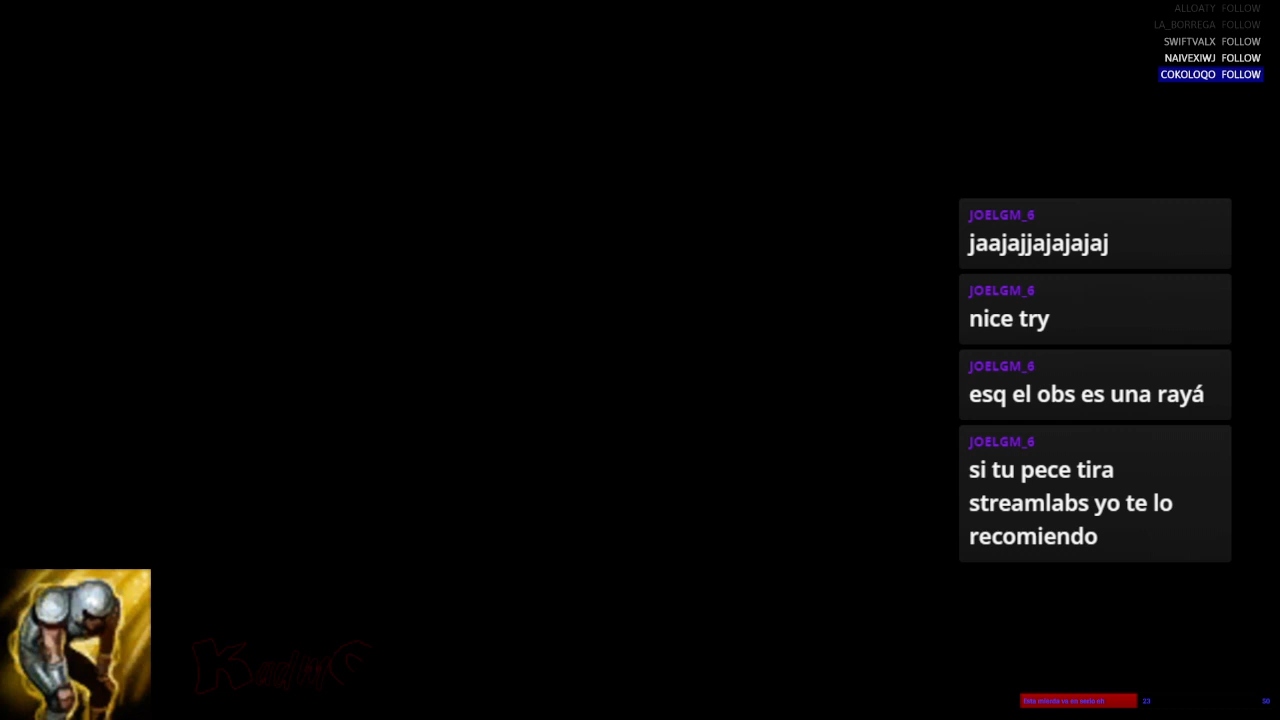 ALLOATY FOLLOW
LA_BORREGA FOLLOW
SWIFTVALX FOLLOW
NAIVEXIWJ FOLLOW
COKOLOQO FOLLOW
JOELGM_6
jaajajjajajajaj
JOELGM_6
nice try
JOELGM_6
esq el obs es una rayá
JOELGM_6
si tu pece tira
streamlabs yo te lo
recomiendo
23